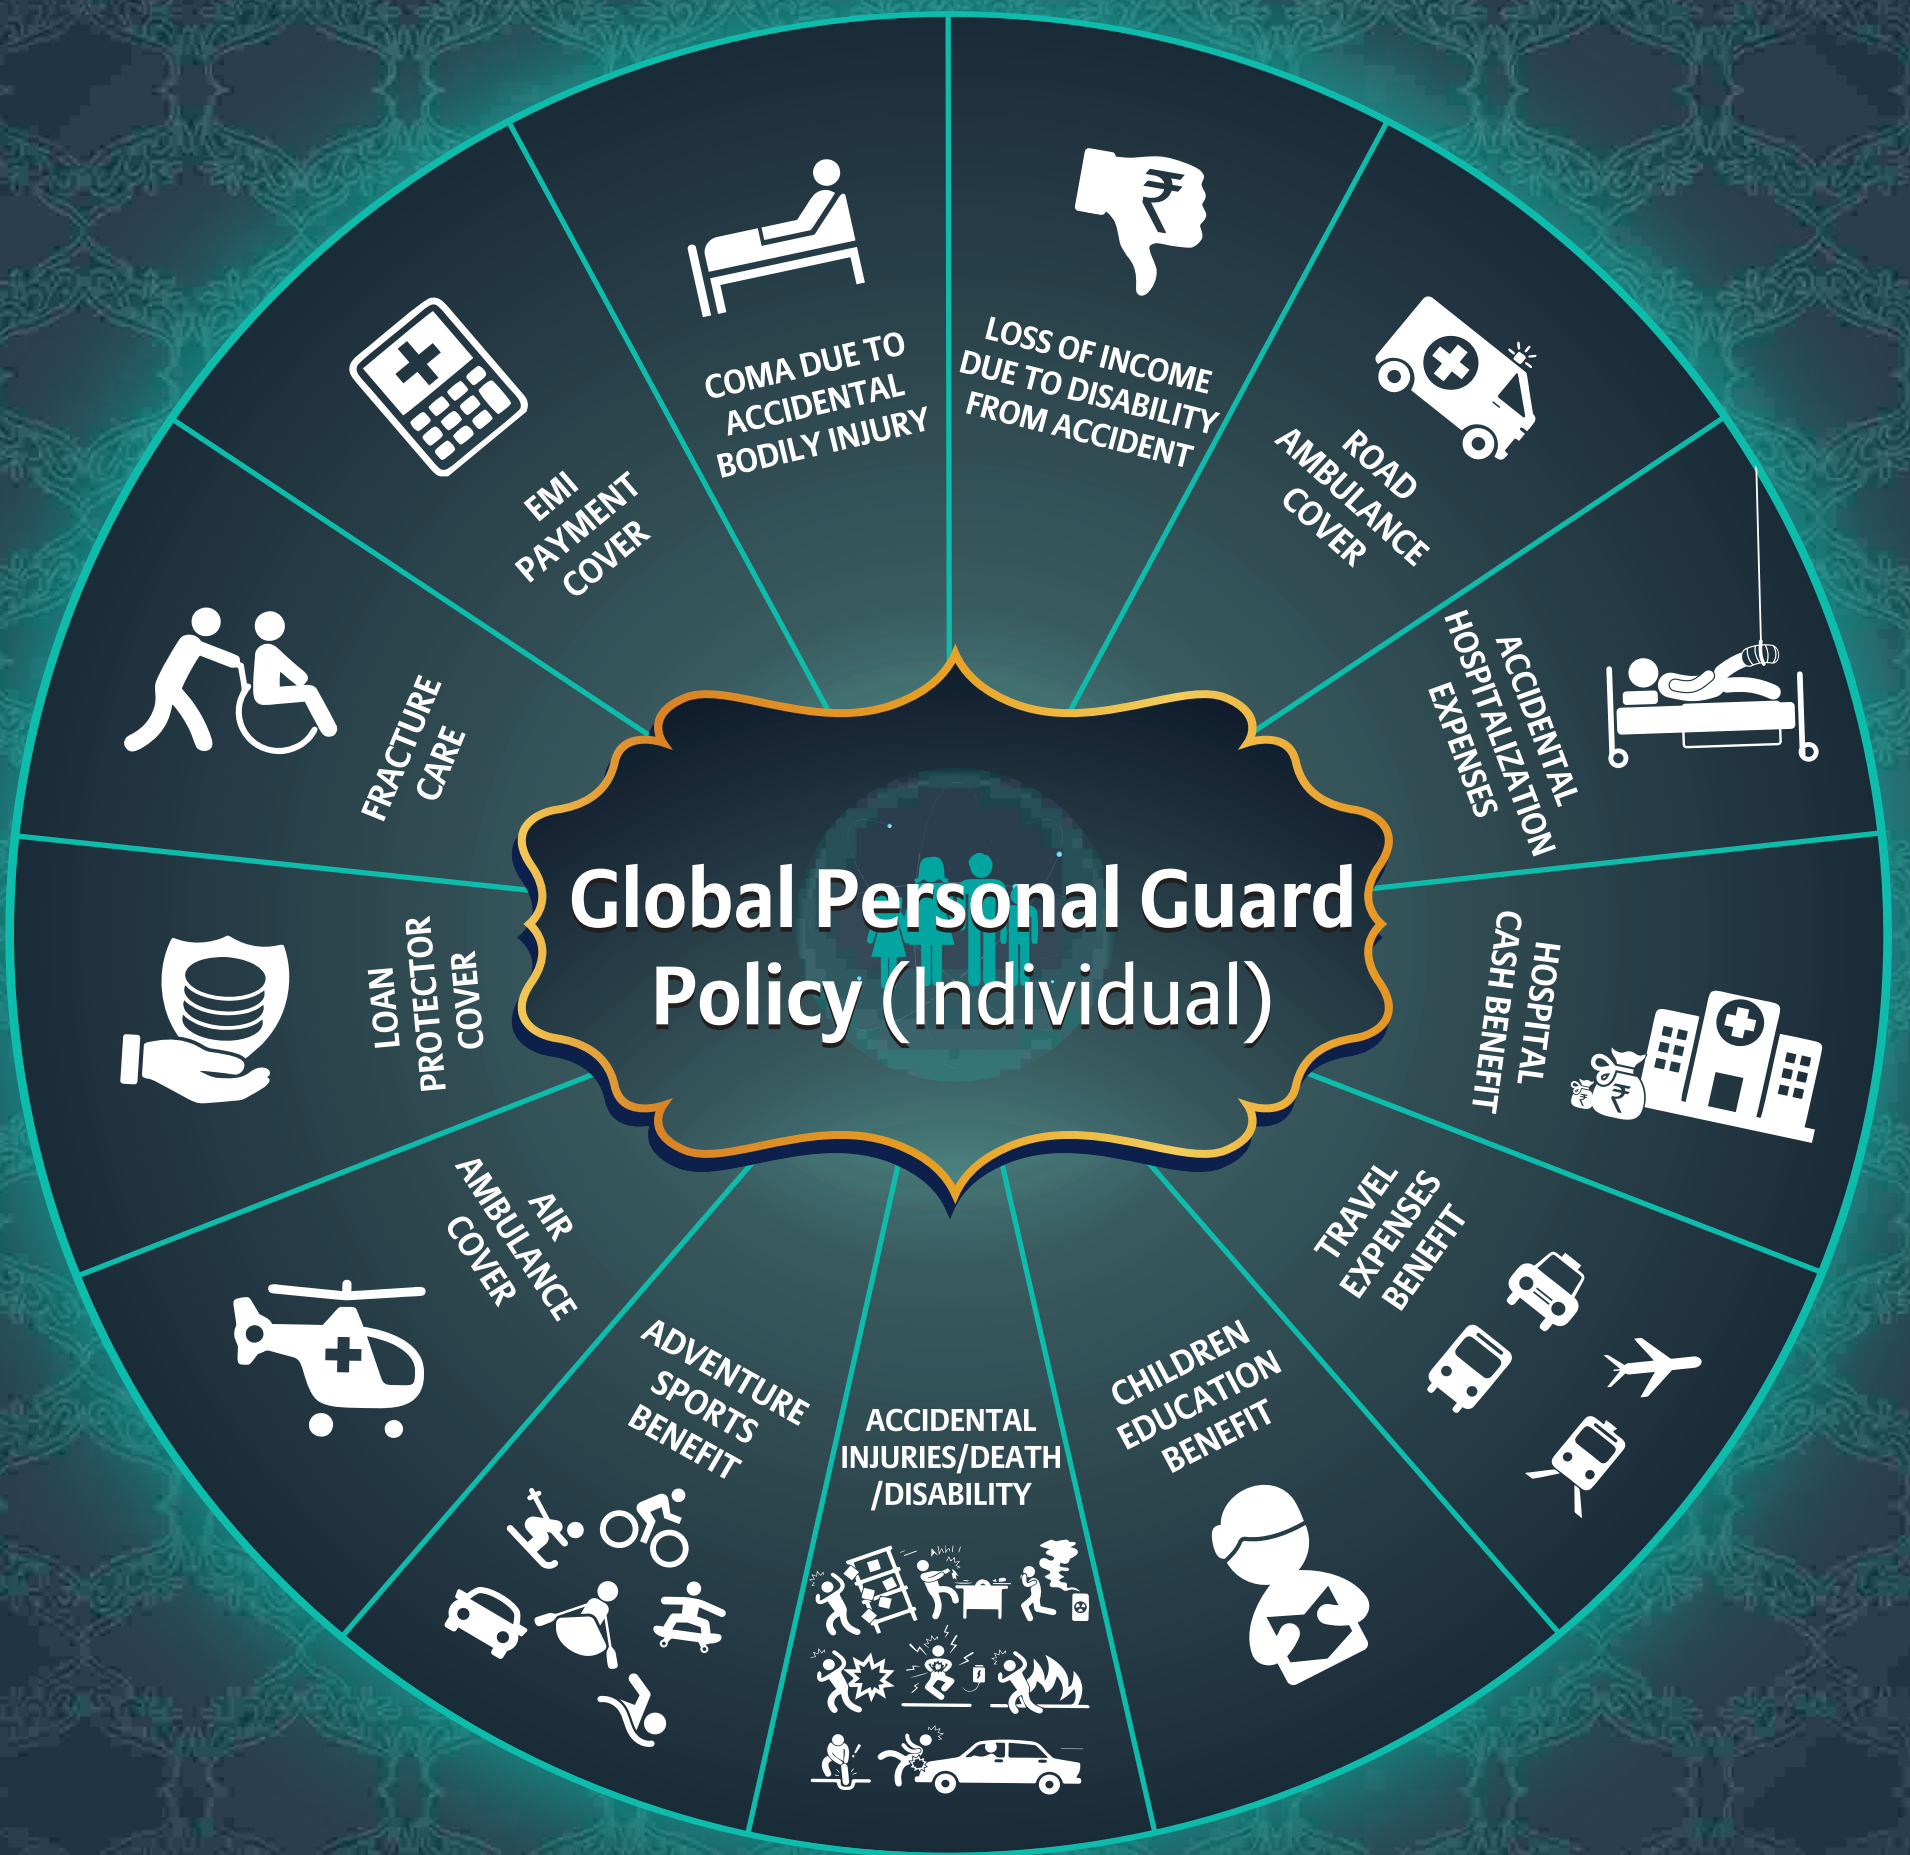 Global Personal Guard
Policy (Individual)
LOSS OF INCOME
DUE TO DISABILITY
FROM ACCIDENT
ROAD
AMBULANCE
COVER
ACCIDENTAL
HOSPITALIZATION
EXPENSES
HOSPITAL
CASH BENEFIT
TRAVEL
EXPENSES
BENEFIT
CHILDREN
EDUCATION
BENEFIT
ACCIDENTAL
INJURIES/DEATH
/DISABILITY
ADVENTURE
SPORTS
BENEFIT
AIR
AMBULANCE
COVER
LOAN
PROTECTOR
COVER
FRACTURE
CARE
EMI
PAYMENT
COVER
COMA DUE TO
ACCIDENTAL
BODILY INJURY